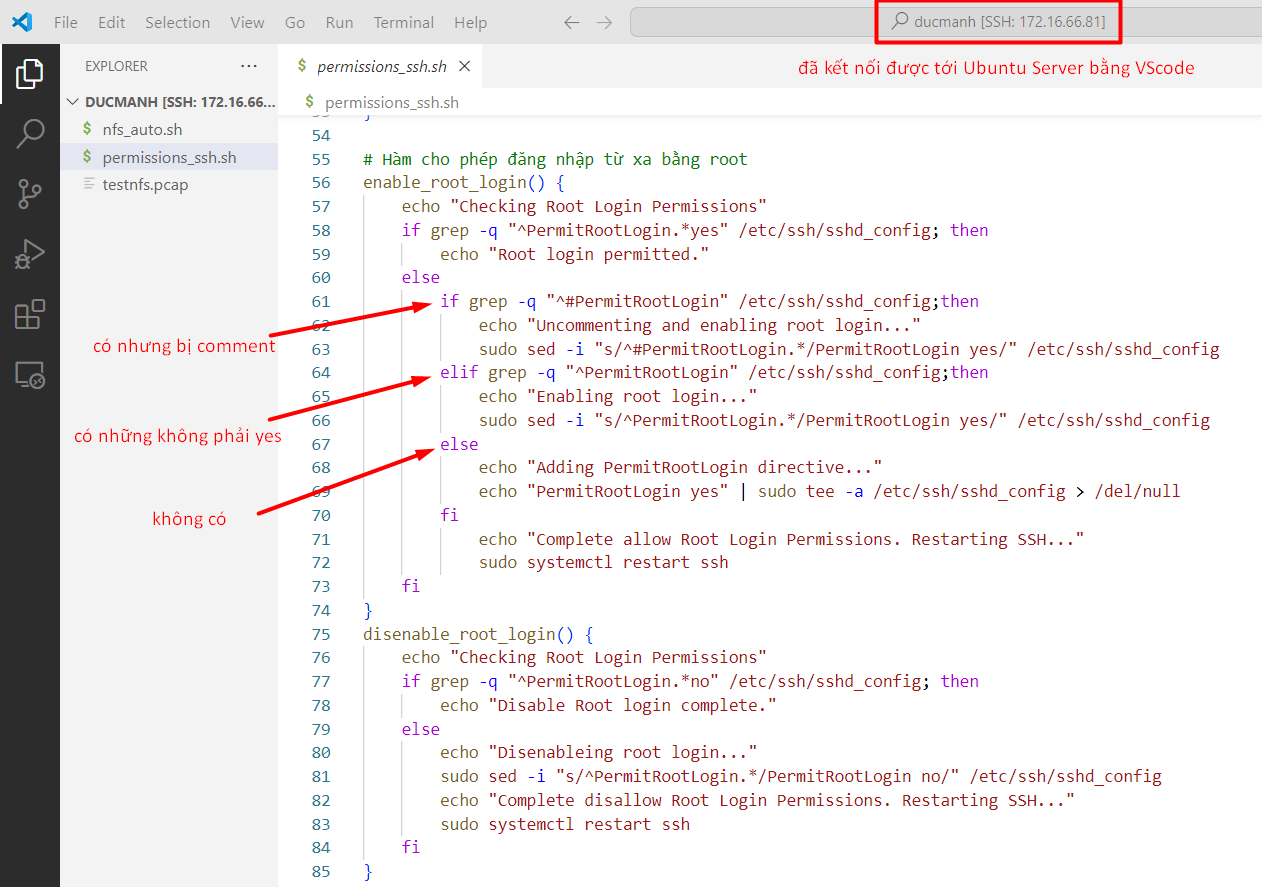 File Edit Selection View Go Run Terminal Help
ducmanh [SSH: 172.16.66.81]
EXPLORER ...
permissions_ssh.sh
đã kết nối được tới Ubuntu Server bằng VScode
DUCMANH [SSH: 172.16.66...
nfs_auto.sh
permissions_ssh.sh
testnfs.pcap
permissions_ssh.sh
53 }
54
55 # Hàm cho phép đăng nhập từ xa bằng root
56 enable_root_login() {
57 echo "Checking Root Login Permissions"
58 if grep -q "^PermitRootLogin.*yes" /etc/ssh/sshd_config; then
59 echo "Root login permitted."
60 else
61 if grep -q "^#PermitRootLogin" /etc/ssh/sshd_config;then
62 echo "Uncommenting and enabling root login..."
63 sudo sed -i "s/^#PermitRootLogin.*/PermitRootLogin yes/" /etc/ssh/sshd_config
64 elif grep -q "^PermitRootLogin" /etc/ssh/sshd_config;then
65 echo "Enabling root login..."
66 sudo sed -i "s/^PermitRootLogin.*/PermitRootLogin yes/" /etc/ssh/sshd_config
67 else
68 echo "Adding PermitRootLogin directive..."
69 echo "PermitRootLogin yes" | sudo tee -a /etc/ssh/sshd_config > /del/null
70 fi
71 echo "Complete allow Root Login Permissions. Restarting SSH..."
72 sudo systemctl restart ssh
73 fi
74 }
75 disenable_root_login() {
76 echo "Checking Root Login Permissions"
77 if grep -q "^PermitRootLogin.*no" /etc/ssh/sshd_config; then
78 echo "Disable Root login complete."
79 else
80 echo "Disenableing root login..."
81 sudo sed -i "s/^PermitRootLogin.*/PermitRootLogin no/" /etc/ssh/sshd_config
82 echo "Complete disallow Root Login Permissions. Restarting SSH..."
83 sudo systemctl restart ssh
84 fi
85 }
có nhưng bị comment
có những không phải yes
không có